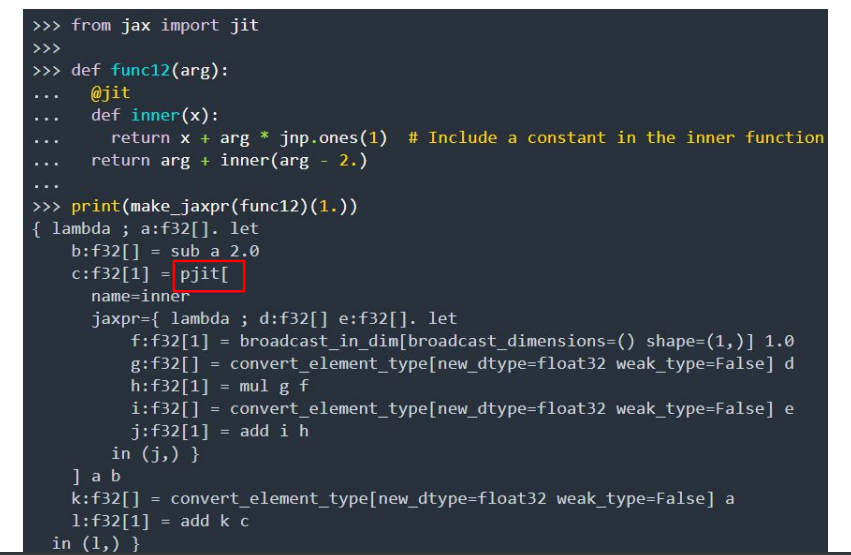 >>> from jax import jit
>>>
>>> def func12(arg):
...   @jit
...   def inner(x):
...     return x + arg * jnp.ones(1)  # Include a constant in the inner function
...   return arg + inner(arg - 2.)
...
>>> print(make_jaxpr(func12)(1.))
{ lambda ; a:f32[]. let
    b:f32[] = sub a 2.0
    c:f32[1] = pjit[
      name=inner
      jaxpr={ lambda ; d:f32[] e:f32[]. let
          f:f32[1] = broadcast_in_dim[broadcast_dimensions=() shape=(1,)] 1.0
          g:f32[] = convert_element_type[new_dtype=float32 weak_type=False] d
          h:f32[1] = mul g f
          i:f32[] = convert_element_type[new_dtype=float32 weak_type=False] e
          j:f32[1] = add i h
        in (j,) }
    ] a b
    k:f32[] = convert_element_type[new_dtype=float32 weak_type=False] a
    l:f32[1] = add k c
  in (l,) }